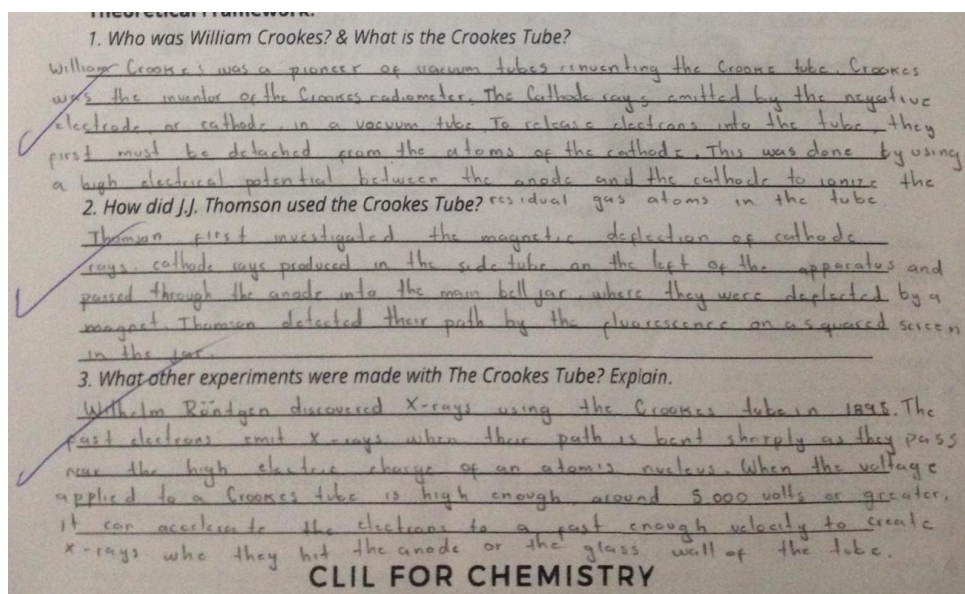 Theoretical Framework:
1. Who was William Crookes? & What is the Crookes Tube?
William Crookes was a pioneer of vacuum tubes inventing the Crooke tube. Crookes
was the inventor of the Crookes radiometer. The Cathode rays emitted by the negative
electrode, or cathode, in a vacuum tube. To release electrons into the tube, they
first must be detached from the atoms of the cathode. This was done by using
a high electrical potential between the anode and the cathode to ionize the
residual gas atoms in the tube.
2. How did J.J. Thomson used the Crookes Tube?
Thomson first investigated the magnetic deflection of cathode
rays. cathode rays produced in the side tube on the left of the apparatus and
passed through the anode into the main bell jar, where they were deflected by a
magnet. Thomson detected their path by the fluorescence on a squared screen
in the jar.
3. What other experiments were made with The Crookes Tube? Explain.
Wilhelm Röntgen discovered X-rays using the Crookes tube in 1895. The
fast electrons emit X-rays when their path is bent sharply as they pass
near the high electric charge of an atom's nucleus. When the voltage
applied to a Crookes tube is high enough, around 5.000 volts or greater,
it can accelerate the electrons to a fast enough velocity to create
x-rays whe they hit the anode or the glass wall of the tube.
CLIL FOR CHEMISTRY